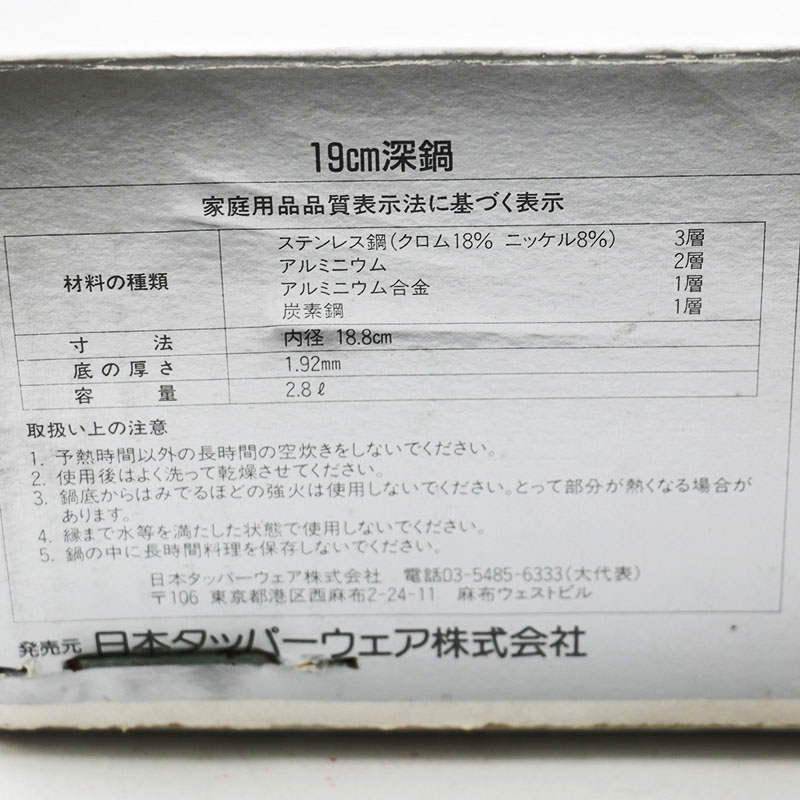 19cm深鍋
家庭用品品質表示法に基づく表示
材料の種類
ステンレス鋼(クロム18% ニッケル8%) 3層
アルミニウム 2層
アルミニウム合金 1層
炭素鋼 1層
寸法 内径 18.8cm
底の厚さ 1.92mm
容量 2.8ℓ
取扱い上の注意
1. 予熱時間以外の長時間の空炊きをしないでください。
2. 使用後はよく洗って乾燥させてください。
3. 鍋底からはみでるほどの強火は使用しないでください。とって部分が熱くなる場合が
あります。
4. 縁まで水等を満たした状態で使用しないでください。
5. 鍋の中に長時間料理を保存しないでください。
日本タッパーウェア株式会社 電話03-5485-6333(大代表)
〒106 東京都港区西麻布2-24-11 麻布ウェストビル
発売元 日本タッパーウェア株式会社